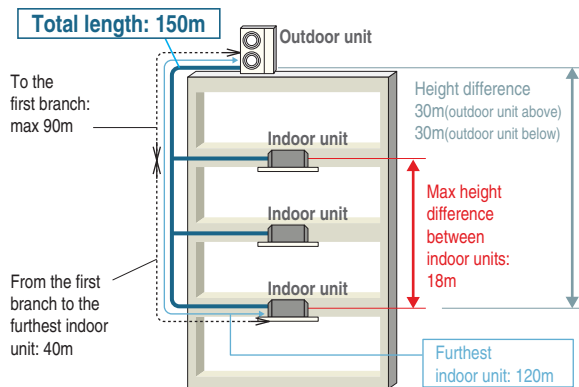 Total length: 150m
Outdoor unit
To the
first branch:
max 90m
Height difference
30m(outdoor unit above)
30m(outdoor unit below)
Indoor unit
Max height
difference
between
indoor units:
18m
Indoor unit
From the first
branch to the
furthest indoor
unit: 40m
Indoor unit
Furthest
indoor unit: 120m